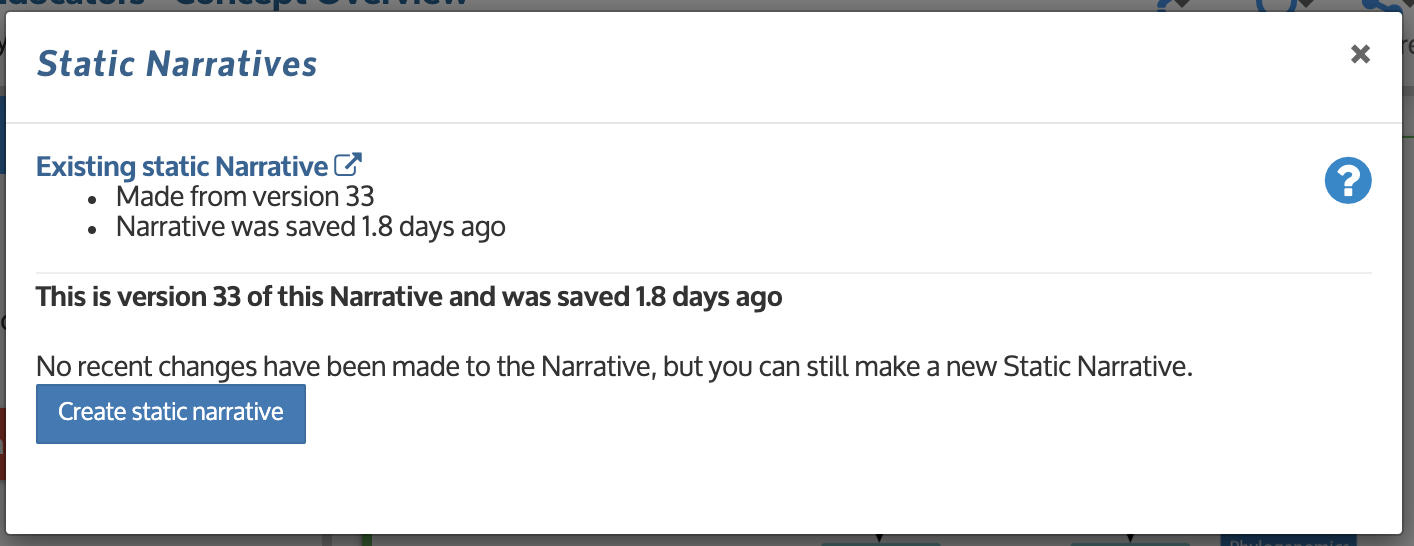 Concept Overview
Static Narratives
Existing static Narrative
Made from version 33
Narrative was saved 1.8 days ago
This is version 33 of this Narrative and was saved 1.8 days ago
No recent changes have been made to the Narrative, but you can still make a new Static Narrative.
Create static narrative